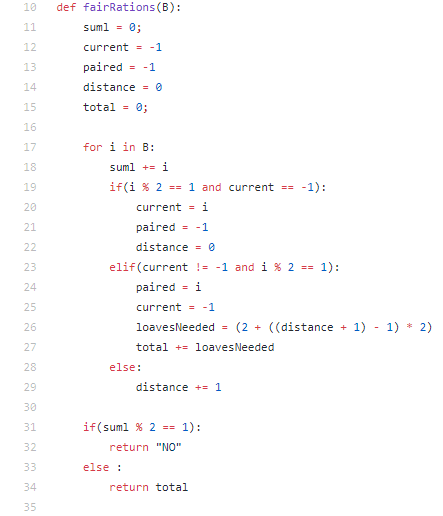 10 def fairRations(B):
11     suml = 0;
12     current = -1
13     paired = -1
14     distance = 0
15     total = 0;
16
17     for i in B:
18         suml += i
19         if(i % 2 == 1 and current == -1):
20             current = i
21             paired = -1
22             distance = 0
23         elif(current != -1 and i % 2 == 1):
24             paired = i
25             current = -1
26             loavesNeeded = (2 + ((distance + 1) - 1) * 2)
27             total += loavesNeeded
28         else:
29             distance += 1
30
31     if(suml % 2 == 1):
32         return "NO"
33     else :
34         return total
35